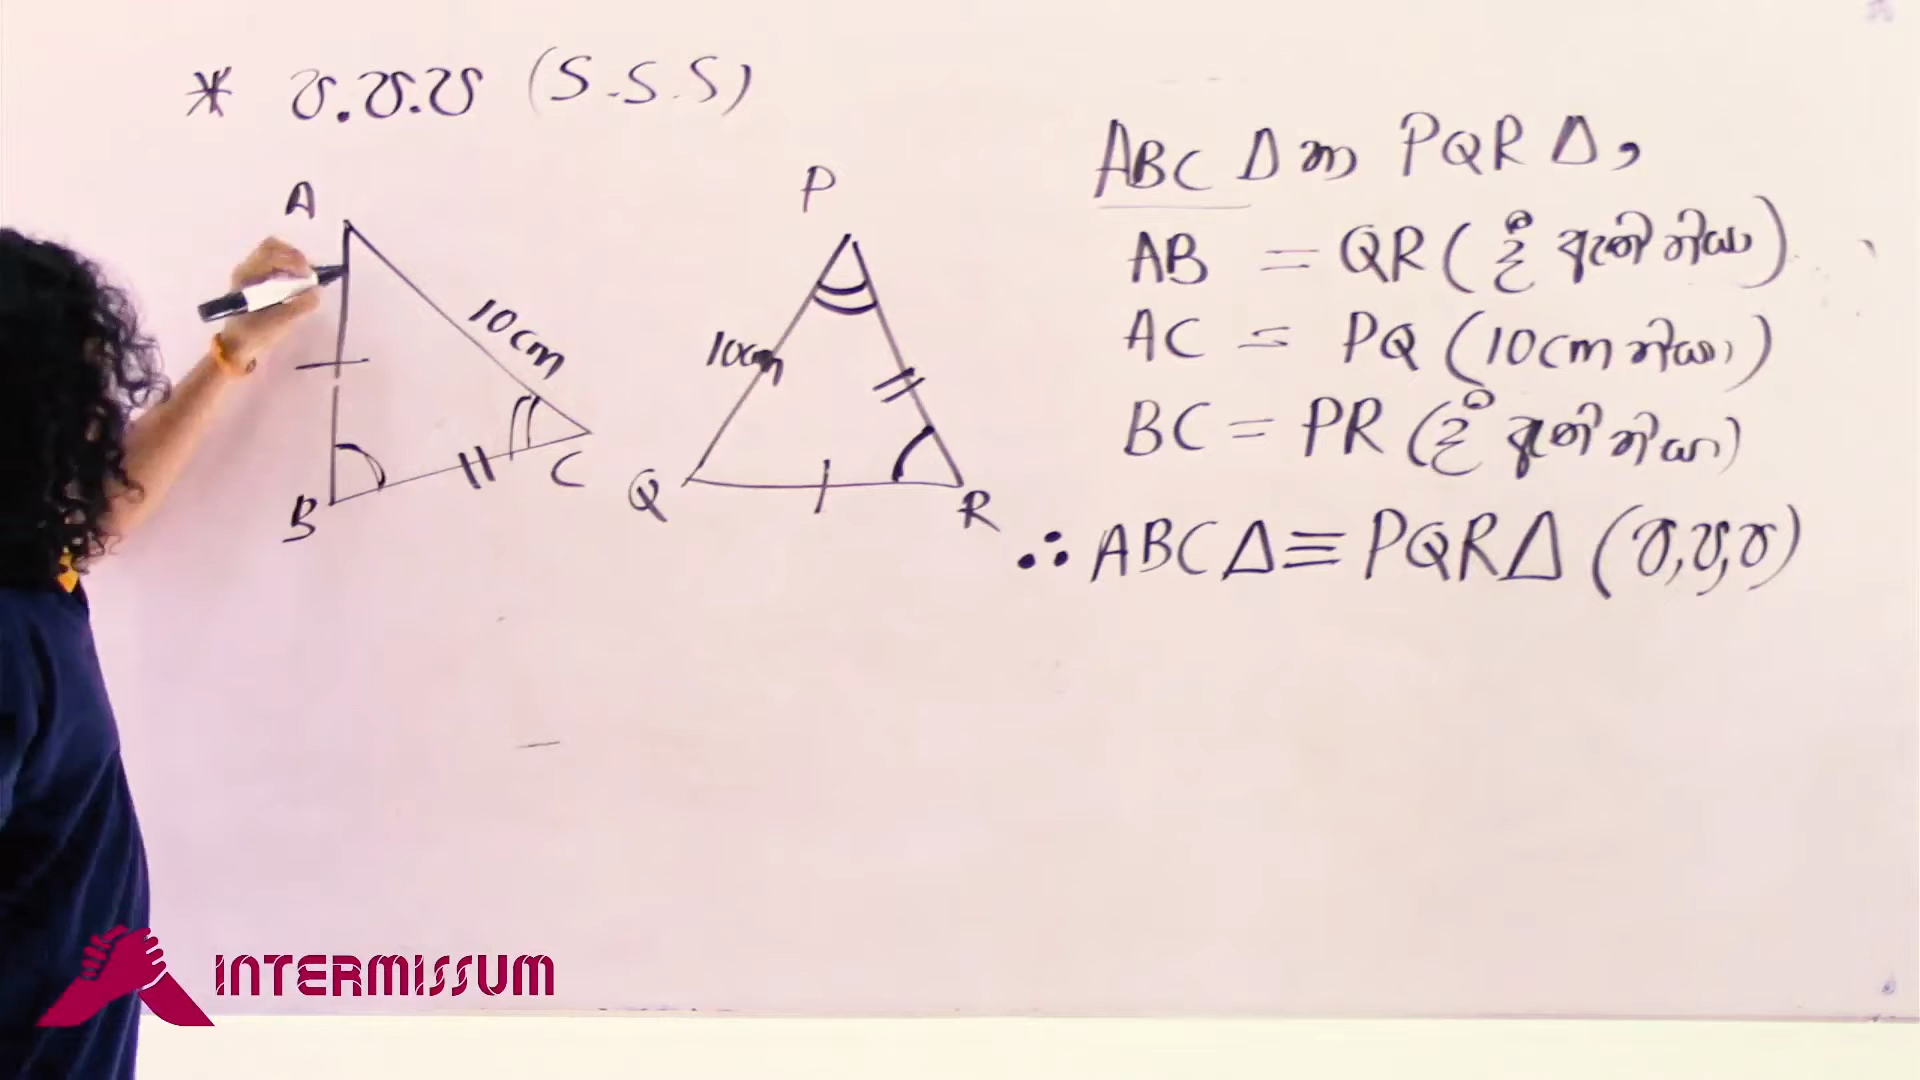 * පා.පා.පා (S.S.S)
A
10cm
B
C
P
10cm
Q
R
ABC Δ හා PQR Δ,
AB = QR (දී ඇති නිසා)
AC = PQ (10cm නිසා)
BC = PR (දී ඇති නිසා)
∴ ABC Δ ≡ PQR Δ (පා,පා,පා)
INTERMISSUM